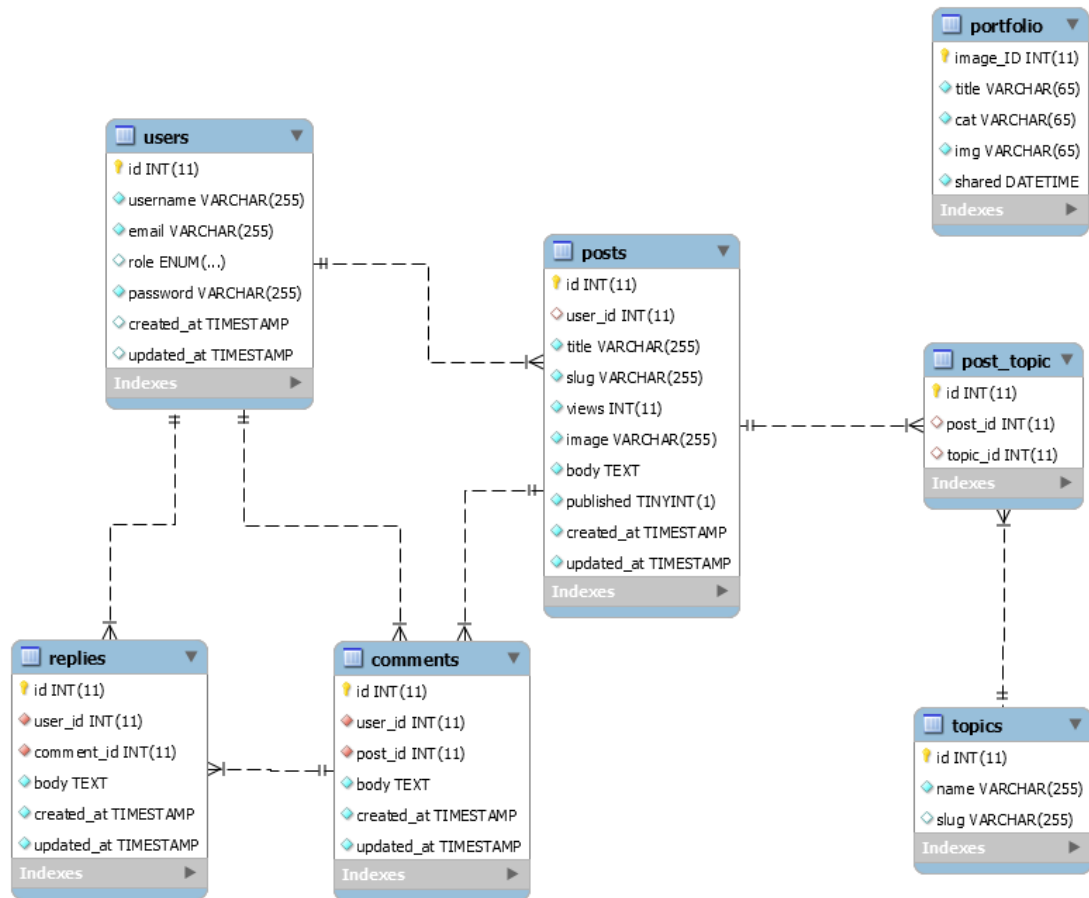 portfolio
image_ID INT(11)
title VARCHAR(65)
cat VARCHAR(65)
img VARCHAR(65)
shared DATETIME
Indexes
users
id INT(11)
username VARCHAR(255)
email VARCHAR(255)
role ENUM(...)
password VARCHAR(255)
created_at TIMESTAMP
updated_at TIMESTAMP
Indexes
posts
id INT(11)
user_id INT(11)
title VARCHAR(255)
slug VARCHAR(255)
views INT(11)
image VARCHAR(255)
body TEXT
published TINYINT(1)
created_at TIMESTAMP
updated_at TIMESTAMP
Indexes
post_topic
id INT(11)
post_id INT(11)
topic_id INT(11)
Indexes
replies
id INT(11)
user_id INT(11)
comment_id INT(11)
body TEXT
created_at TIMESTAMP
updated_at TIMESTAMP
Indexes
comments
id INT(11)
user_id INT(11)
post_id INT(11)
body TEXT
created_at TIMESTAMP
updated_at TIMESTAMP
Indexes
topics
id INT(11)
name VARCHAR(255)
slug VARCHAR(255)
Indexes